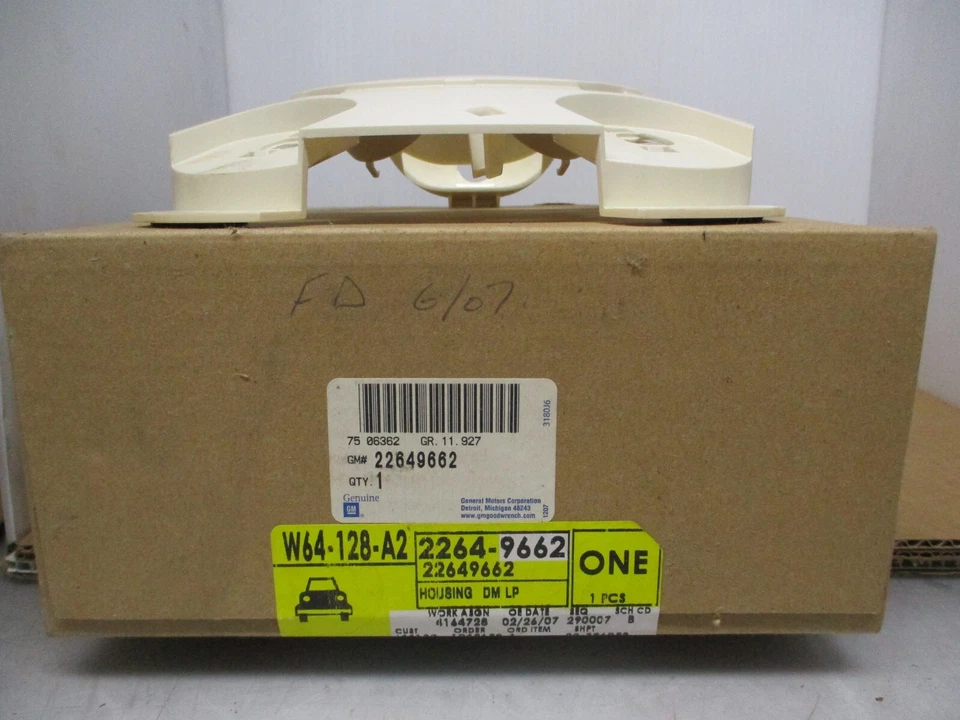 FD 6/07
3180J6
75 06362 GR.11.927
GM# 22649662
QTY. 1
Genuine
GM
General Motors Corporation
Detroit, Michigan 48243
www.gmgoodwrench.com
1207
W64-128-A2
2264-9662
22649662
HOUSING DM LP
ONE
1 PCS
WORK ASGN OE DATE SEQ SCH CD
4164728 02/26/07 290007 B
CUST ORDER ORD ITEM SHPT